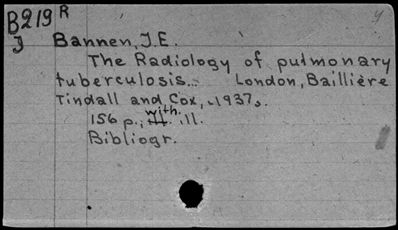 B219 R
J Bannen, J.E.
The Radiology of pulmonary
tuberculosis... London, Baillière
Tindall and Cox, 1937.
156 p., with. ill.
Bibliogr.